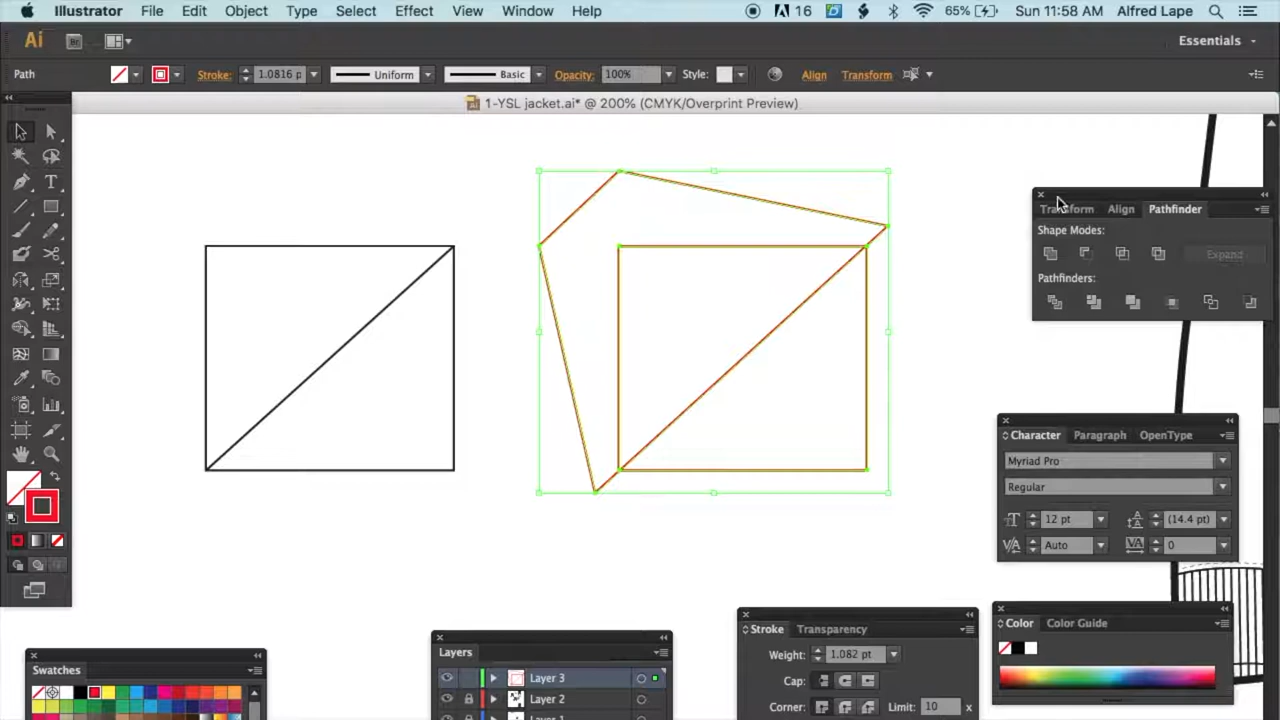 Illustrator File Edit Object Type Select Effect View Window Help 16 65% Sun 11:58 AM Alfred Lape
Ai Br Essentials
Path Stroke: 1.0816 p Uniform Basic Opacity: 100% Style: Align Transform
1-YSL jacket.ai* @ 200% (CMYK/Overprint Preview)
Transform Align Pathfinder
Shape Modes:
Expand
Pathfinders:
Character Paragraph OpenType
Myriad Pro
Regular
12 pt (14.4 pt)
Auto 0
Stroke Transparency
Weight: 1.082 pt
Cap:
Corner: Limit: 10 x
Color Color Guide
Layers
Layer 3
Layer 2
Swatches